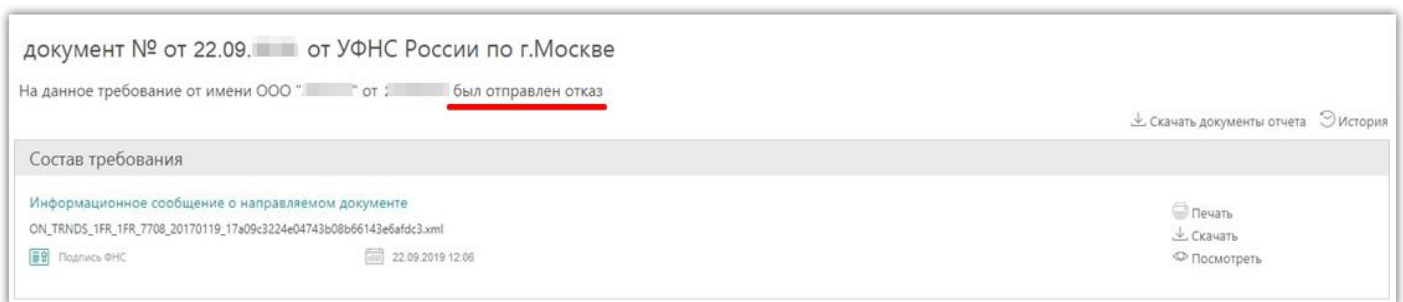 документ № от 22.09. от УФНС России по г.Москве
На данное требование от имени ООО " " от был отправлен отказ
Скачать документы отчета История
Состав требования
Информационное сообщение о направляемом документе
ON_TRNDS_1FR_1FR_7708_20170119_17a09c3224e04743b08b66143e6afdc3.xml
Печать
Скачать
Подпись ФНС 22.09.2019 12:06
Посмотреть